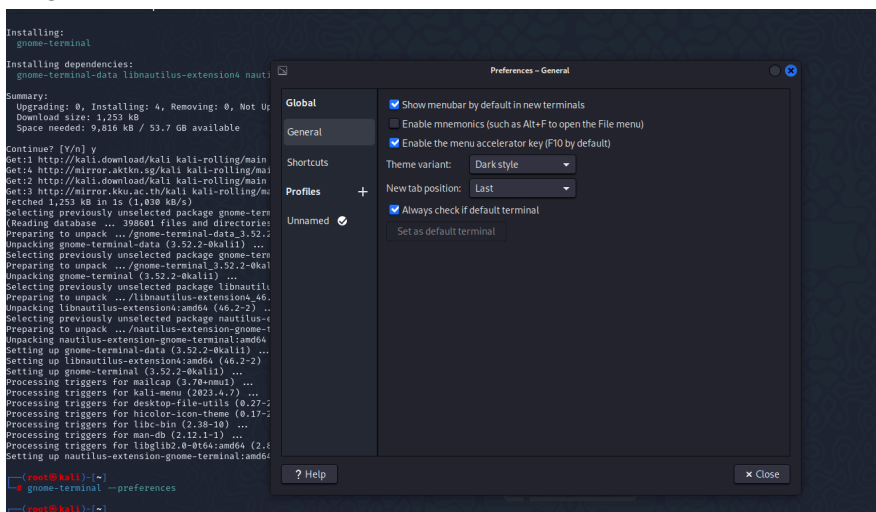 Installing:
gnome-terminal
Installing dependencies:
gnome-terminal-data libnautilus-extension4 nauti
Summary:
Upgrading: 0, Installing: 4, Removing: 0, Not Up
Download size: 1,253 kB
Space needed: 9,816 kB / 53.7 GB available
Continue? [Y/n] y
Get:1 http://kali.download/kali kali-rolling/main
Get:4 http://mirror.aktkn.sg/kali kali-rolling/mai
Get:2 http://kali.download/kali kali-rolling/main
Get:3 http://mirror.kku.ac.th/kali kali-rolling/ma
Fetched 1,253 kB in 1s (1,030 kB/s)
Selecting previously unselected package gnome-term
(Reading database ... 398601 files and directories
Preparing to unpack .../gnome-terminal-data_3.52.2
Unpacking gnome-terminal-data (3.52.2-0kali1) ...
Selecting previously unselected package gnome-term
Preparing to unpack .../gnome-terminal_3.52.2-0kal
Unpacking gnome-terminal (3.52.2-0kali1) ...
Selecting previously unselected package libnautilu
Preparing to unpack .../libnautilus-extension4_46.
Unpacking libnautilus-extension4:amd64 (46.2-2) ..
Selecting previously unselected package nautilus-e
Preparing to unpack .../nautilus-extension-gnome-t
Unpacking nautilus-extension-gnome-terminal:amd64
Setting up gnome-terminal-data (3.52.2-0kali1) ...
Setting up libnautilus-extension4:amd64 (46.2-2)
Setting up gnome-terminal (3.52.2-0kali1) ...
Processing triggers for mailcap (3.70+nmu1) ...
Processing triggers for kali-menu (2023.4.7) ...
Processing triggers for desktop-file-utils (0.27-2
Processing triggers for hicolor-icon-theme (0.17-2
Processing triggers for libc-bin (2.38-10) ...
Processing triggers for man-db (2.12.1-1) ...
Processing triggers for libglib2.0-0t64:amd64 (2.8
Setting up nautilus-extension-gnome-terminal:amd64
(root㉿kali)-[~]
# gnome-terminal --preferences
(root㉿kali)-[~]
Preferences – General
Global
General
Shortcuts
Profiles +
Unnamed
Show menubar by default in new terminals
Enable mnemonics (such as Alt+F to open the File menu)
Enable the menu accelerator key (F10 by default)
Theme variant: Dark style
New tab position: Last
Always check if default terminal
Set as default terminal
? Help
× Close